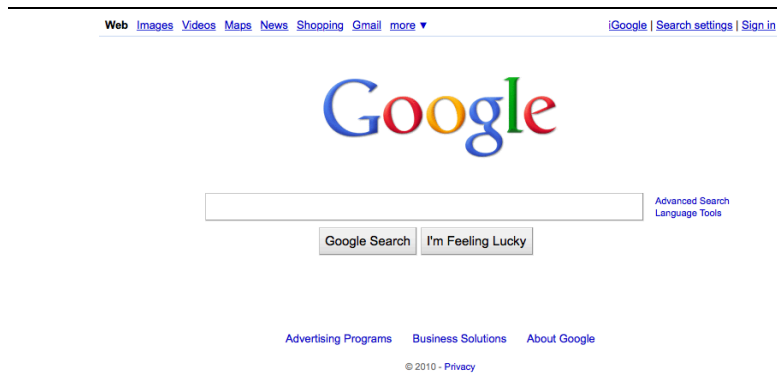 Web Images Videos Maps News Shopping Gmail more ▼ iGoogle | Search settings | Sign in
Google
Advanced Search
Language Tools
Google Search I'm Feeling Lucky
Advertising Programs Business Solutions About Google
© 2010 - Privacy